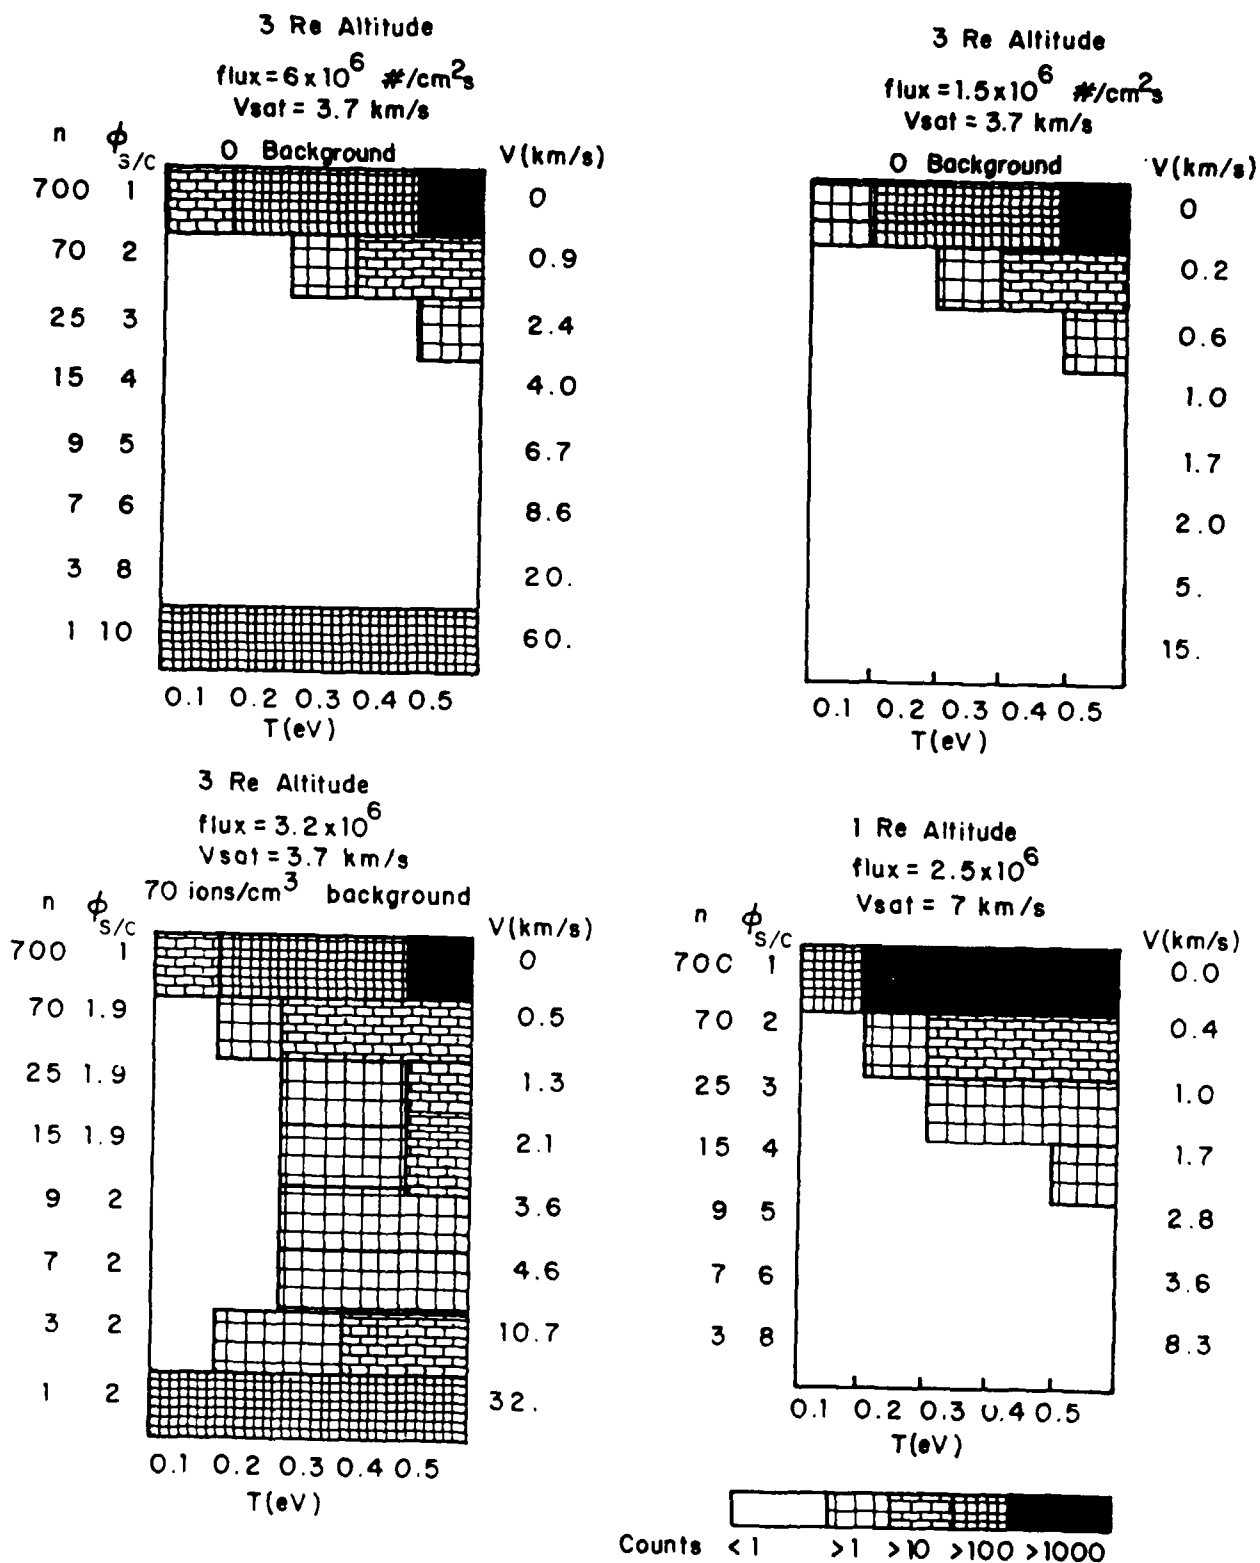 3 Re Altitude
flux = 6 x 10^6 #/cm^2s
Vsat = 3.7 km/s
n ϕ S/C 0 Background V(km/s)
700 1 0
70 2 0.9
25 3 2.4
15 4 4.0
9 5 6.7
7 6 8.6
3 8 20.
1 10 60.
0.1 0.2 0.3 0.4 0.5
T(eV)
3 Re Altitude
flux = 1.5 x 10^6 #/cm^2s
Vsat = 3.7 km/s
0 Background V(km/s)
0
0.2
0.6
1.0
1.7
2.0
5.
15.
0.1 0.2 0.3 0.4 0.5
T(eV)
3 Re Altitude
flux = 3.2 x 10^6
Vsat = 3.7 km/s
70 ions/cm^3 background
n ϕ S/C V(km/s)
700 1 0
70 1.9 0.5
25 1.9 1.3
15 1.9 2.1
9 2 3.6
7 2 4.6
3 2 10.7
1 2 32.
0.1 0.2 0.3 0.4 0.5
T(eV)
1 Re Altitude
flux = 2.5 x 10^6
Vsat = 7 km/s
n ϕ S/C V(km/s)
700 1 0.0
70 2 0.4
25 3 1.0
15 4 1.7
9 5 2.8
7 6 3.6
3 8 8.3
0.1 0.2 0.3 0.4 0.5
T(eV)
Counts <1 >1 >10 >100 >1000